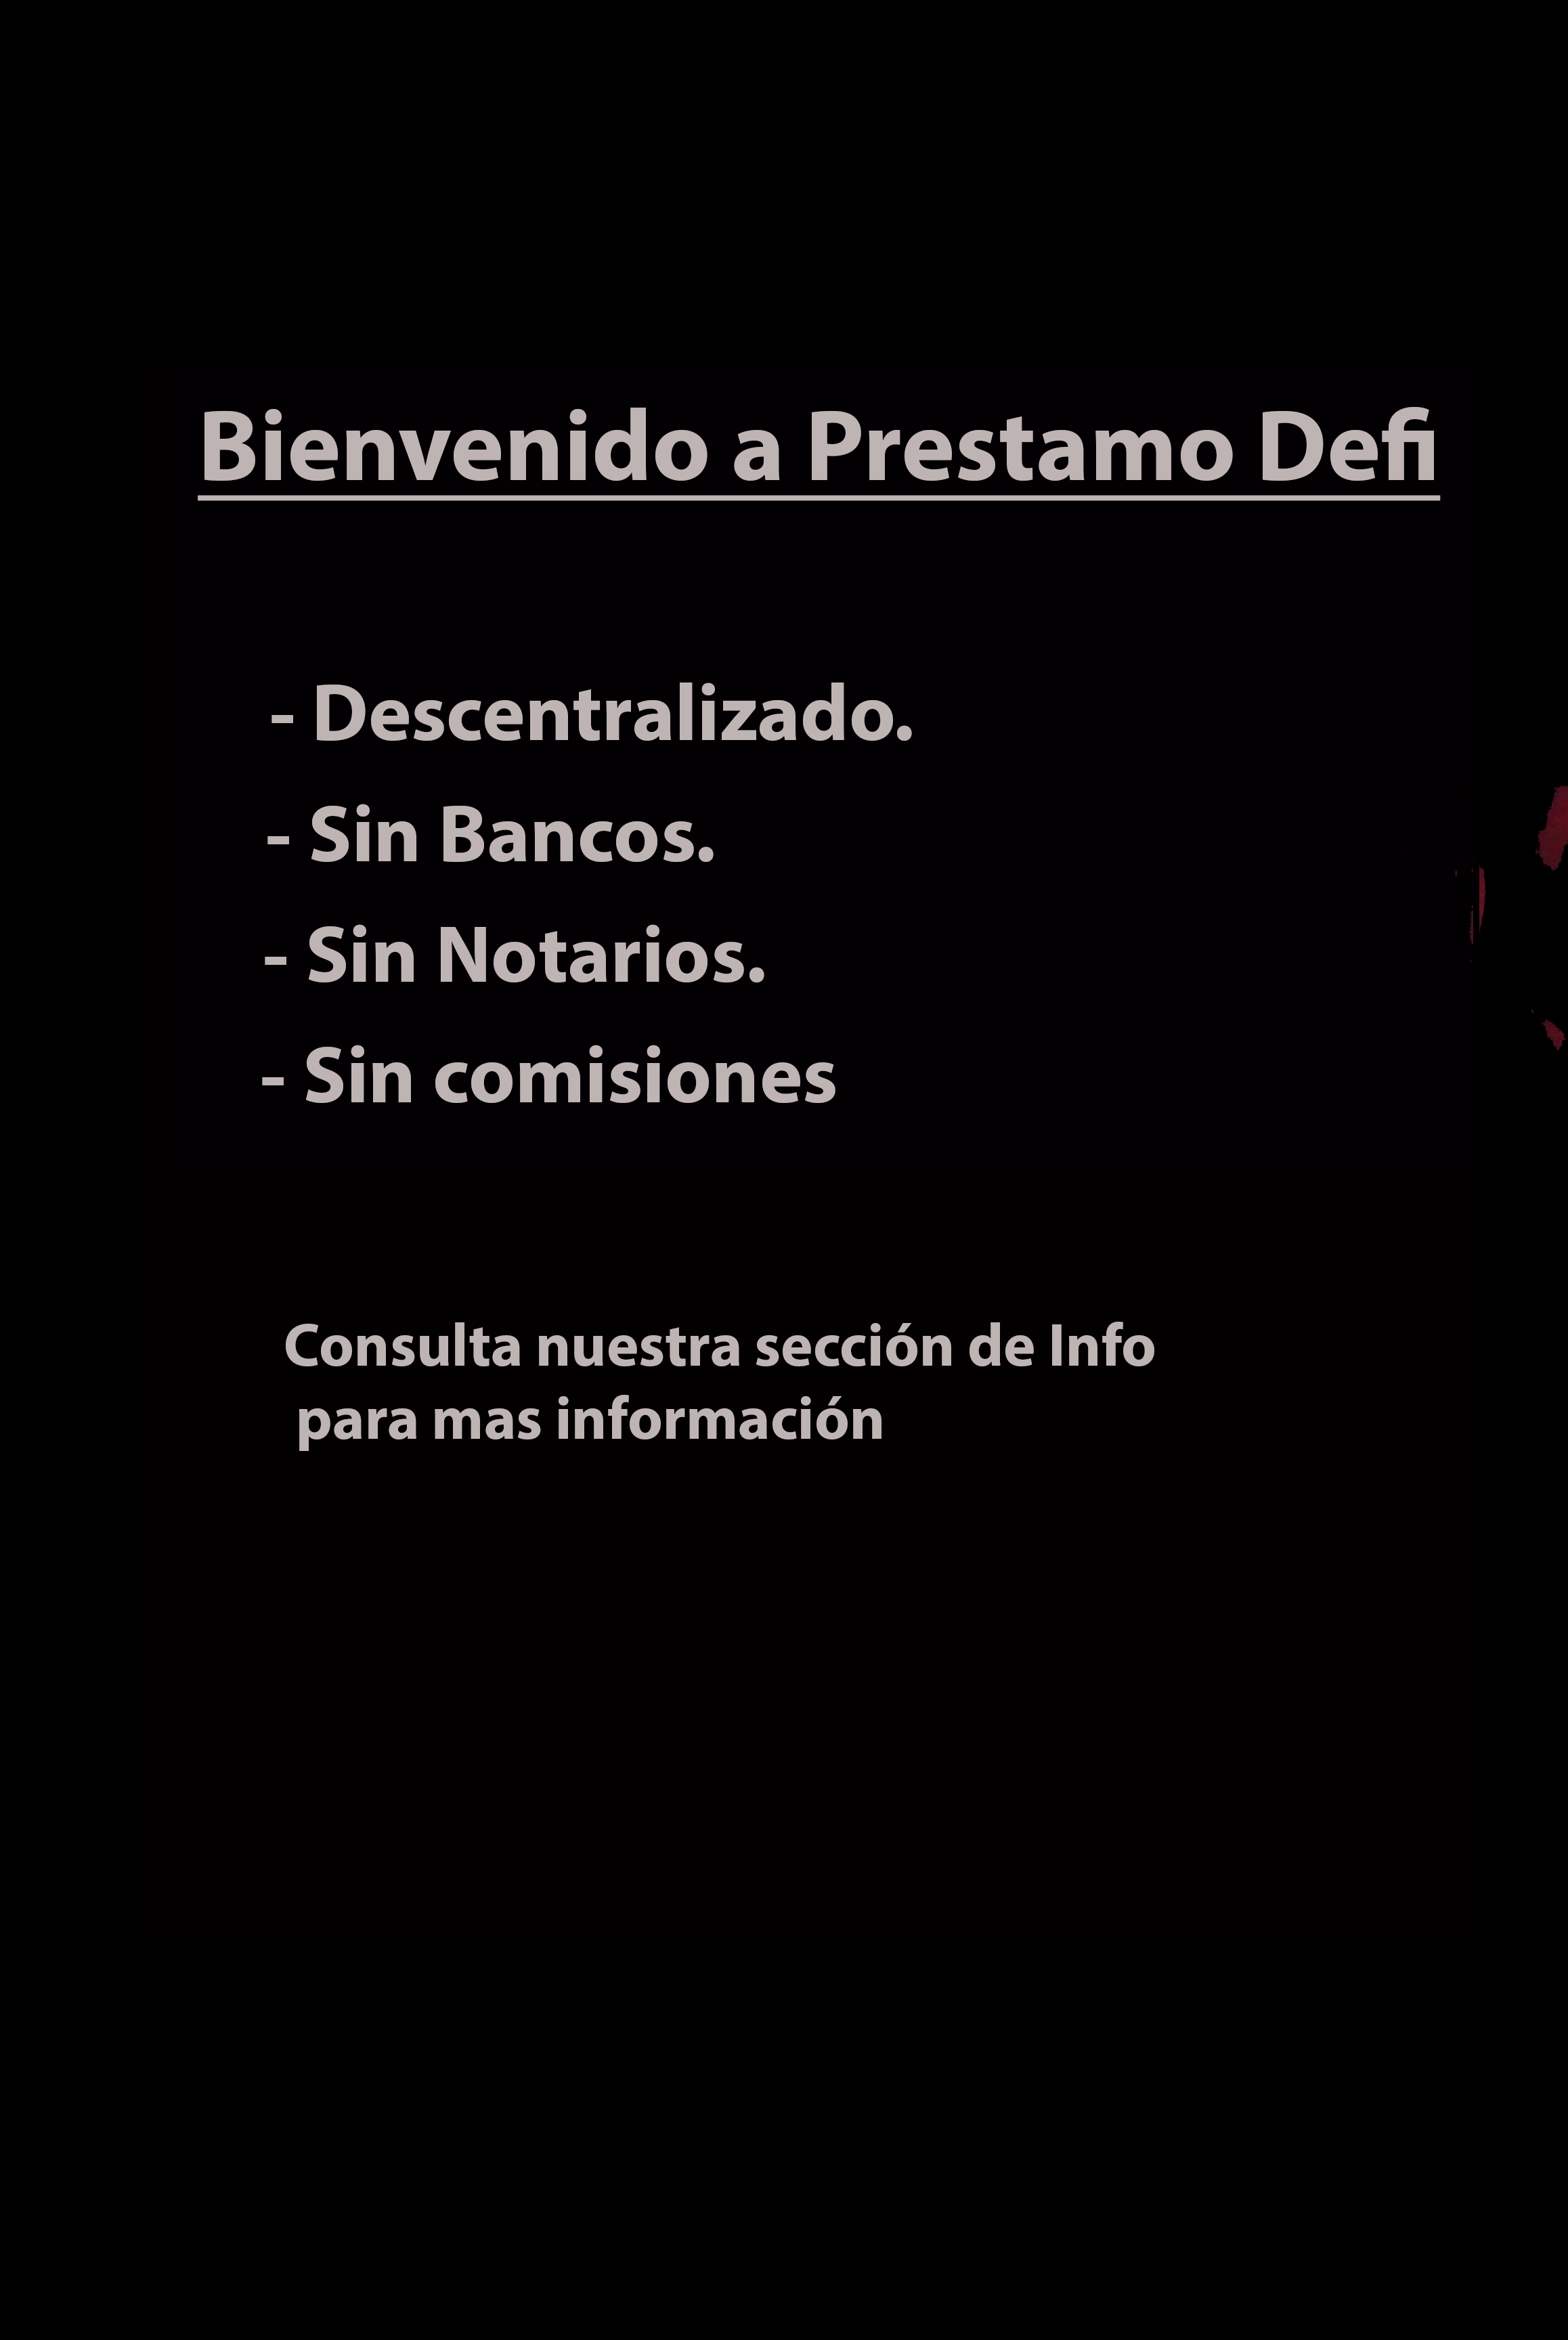 Bienvenido a Prestamo Defi
- Descentralizado.
- Sin Bancos.
- Sin Notarios.
- Sin comisiones
Consulta nuestra sección de Info
para mas información